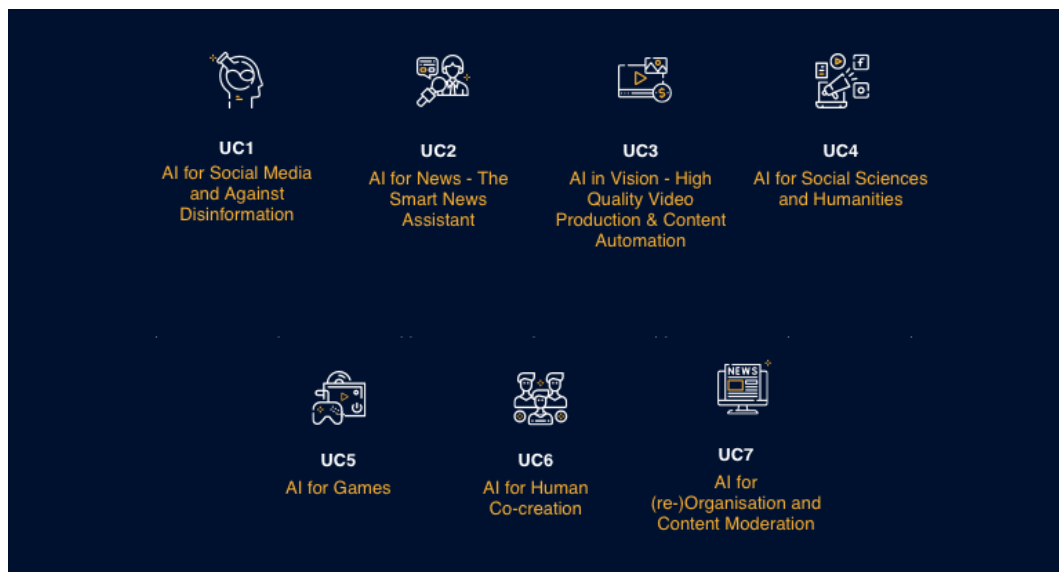 UC1
AI for Social Media
and Against
Disinformation
UC2
AI for News - The
Smart News
Assistant
UC3
AI in Vision - High
Quality Video
Production & Content
Automation
UC4
AI for Social Sciences
and Humanities
UC5
AI for Games
UC6
AI for Human
Co-creation
NEWS
UC7
AI for
(re-)Organisation and
Content Moderation